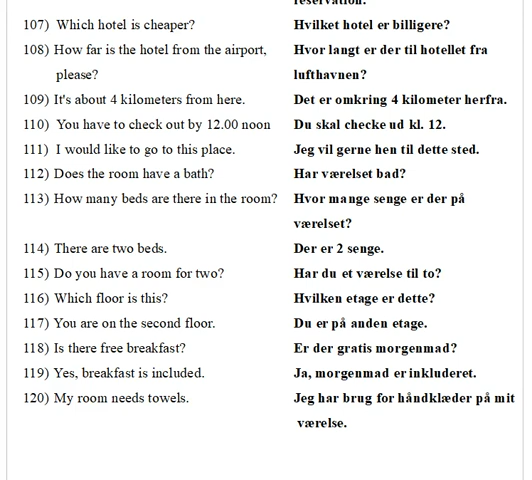 reservation.
107) Which hotel is cheaper? Hvilket hotel er billigere?
108) How far is the hotel from the airport, Hvor langt er der til hotellet fra
please? lufthavnen?
109) It's about 4 kilometers from here. Det er omkring 4 kilometer herfra.
110) You have to check out by 12.00 noon Du skal checke ud kl. 12.
111) I would like to go to this place. Jeg vil gerne hen til dette sted.
112) Does the room have a bath? Har værelset bad?
113) How many beds are there in the room? Hvor mange senge er der på
værelset?
114) There are two beds. Der er 2 senge.
115) Do you have a room for two? Har du et værelse til to?
116) Which floor is this? Hvilken etage er dette?
117) You are on the second floor. Du er på anden etage.
118) Is there free breakfast? Er der gratis morgenmad?
119) Yes, breakfast is included. Ja, morgenmad er inkluderet.
120) My room needs towels. Jeg har brug for håndklæder på mit
værelse.